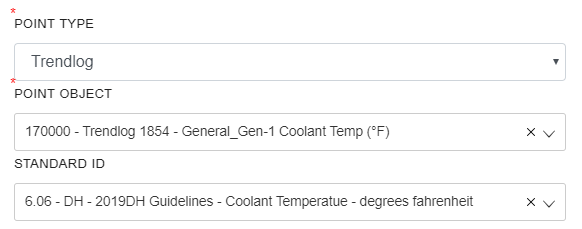 * POINT TYPE
Trendlog
* POINT OBJECT
170000 - Trendlog 1854 - General_Gen-1 Coolant Temp (°F)
STANDARD ID
6.06 - DH - 2019DH Guidelines - Coolant Temperatue - degrees fahrenheit